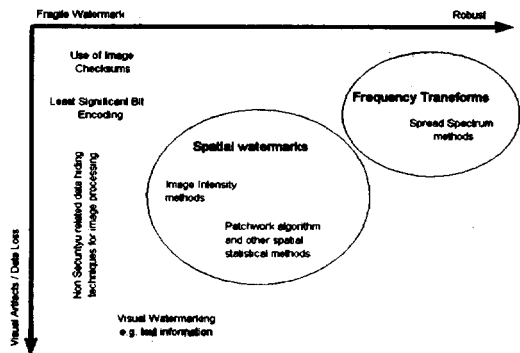 Fragile Watermark
Robust
Use of Image
Checksums
Least Significant Bit
Encoding
Frequency Transforms
Spread Spectrum
methods
Spatial watermarks
Image Intensity
methods
Patchwork algorithm
and other spatial
statistical methods
Non Securityu related data hiding
techniques for image processing
Visual Artifacts / Data Loss
Visual Watermarking
e.g. information